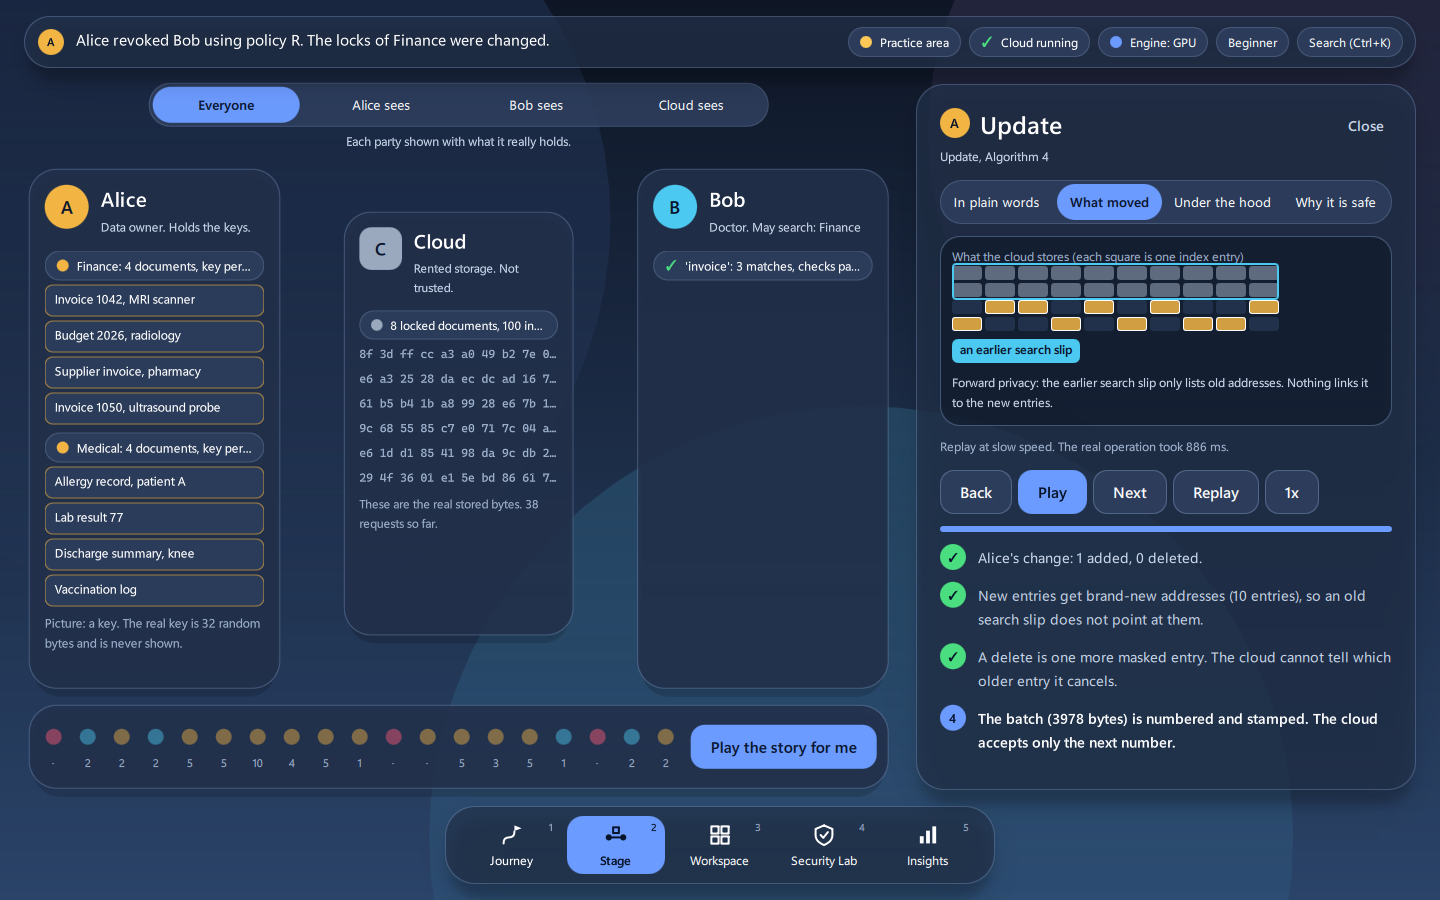 A Alice revoked Bob using policy R. The locks of Finance were changed.
Practice area
Cloud running
Engine: GPU
Beginner
Search (Ctrl+K)
Everyone
Alice sees
Bob sees
Cloud sees
Each party shown with what it really holds.
A
Alice
Data owner. Holds the keys.
Finance: 4 documents, key per...
Invoice 1042, MRI scanner
Budget 2026, radiology
Supplier invoice, pharmacy
Invoice 1050, ultrasound probe
Medical: 4 documents, key per...
Allergy record, patient A
Lab result 77
Discharge summary, knee
Vaccination log
Picture: a key. The real key is 32 random
bytes and is never shown.
C
Cloud
Rented storage. Not
trusted.
8 locked documents, 100 in...
8f 3d ff cc a3 a0 49 b2 7e 0…
e6 a3 25 28 da ec dc ad 16 7…
61 b5 b4 1b a8 99 28 e6 7b 1…
9c 68 55 85 c7 e0 71 7c 04 a…
e6 1d d1 85 41 98 da 9c db 2…
29 4f 36 01 e1 5e bd 86 61 7…
These are the real stored bytes. 38
requests so far.
B
Bob
Doctor. May search: Finance
'invoice': 3 matches, checks pa...
- 2 2 2 5 5 10 4 5 1 - - 5 3 5 1 - 2 2
Play the story for me
A
Update
Close
Update, Algorithm 4
In plain words
What moved
Under the hood
Why it is safe
What the cloud stores (each square is one index entry)
an earlier search slip
Forward privacy: the earlier search slip only lists old addresses. Nothing links it
to the new entries.
Replay at slow speed. The real operation took 886 ms.
Back
Play
Next
Replay
1x
Alice's change: 1 added, 0 deleted.
New entries get brand-new addresses (10 entries), so an old
search slip does not point at them.
A delete is one more masked entry. The cloud cannot tell which
older entry it cancels.
4 The batch (3978 bytes) is numbered and stamped. The cloud
accepts only the next number.
Journey 1
Stage 2
Workspace 3
Security Lab 4
Insights 5